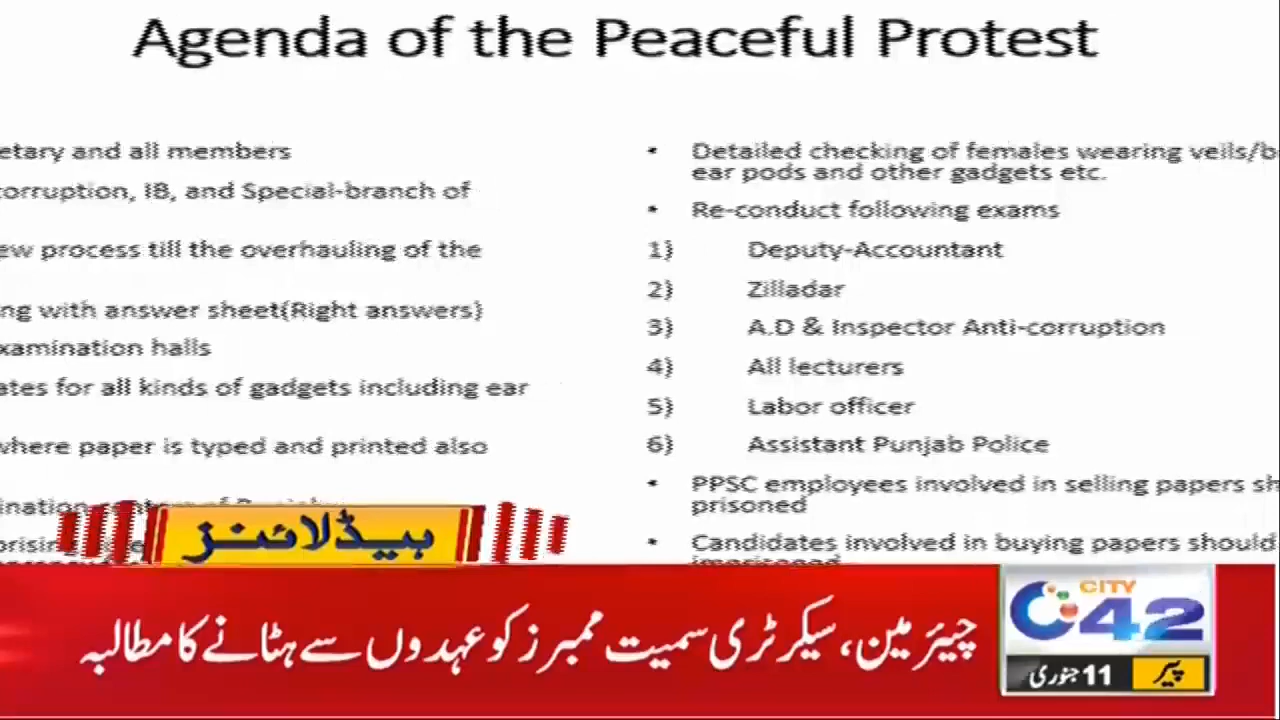 Agenda of the Peaceful Protest
etary and all members
corruption, IB, and Special-branch of
ew process till the overhauling of the
ng with answer sheet(Right answers)
xamination halls
ates for all kinds of gadgets including ear
where paper is typed and printed also
• Detailed checking of females wearing veils/b
ear pods and other gadgets etc.
• Re-conduct following exams
1) Deputy-Accountant
2) Zilladar
3) A.D & Inspector Anti-corruption
4) All lecturers
5) Labor officer
6) Assistant Punjab Police
• PPSC employees involved in selling papers sh
prisoned
• Candidates involved in buying papers should
ہیڈلائنز
چیئرمین، سیکرٹری سمیت ممبرز کو عہدوں سے ہٹانے کا مطالبہ
CITY
42
پیر
11 جنوری